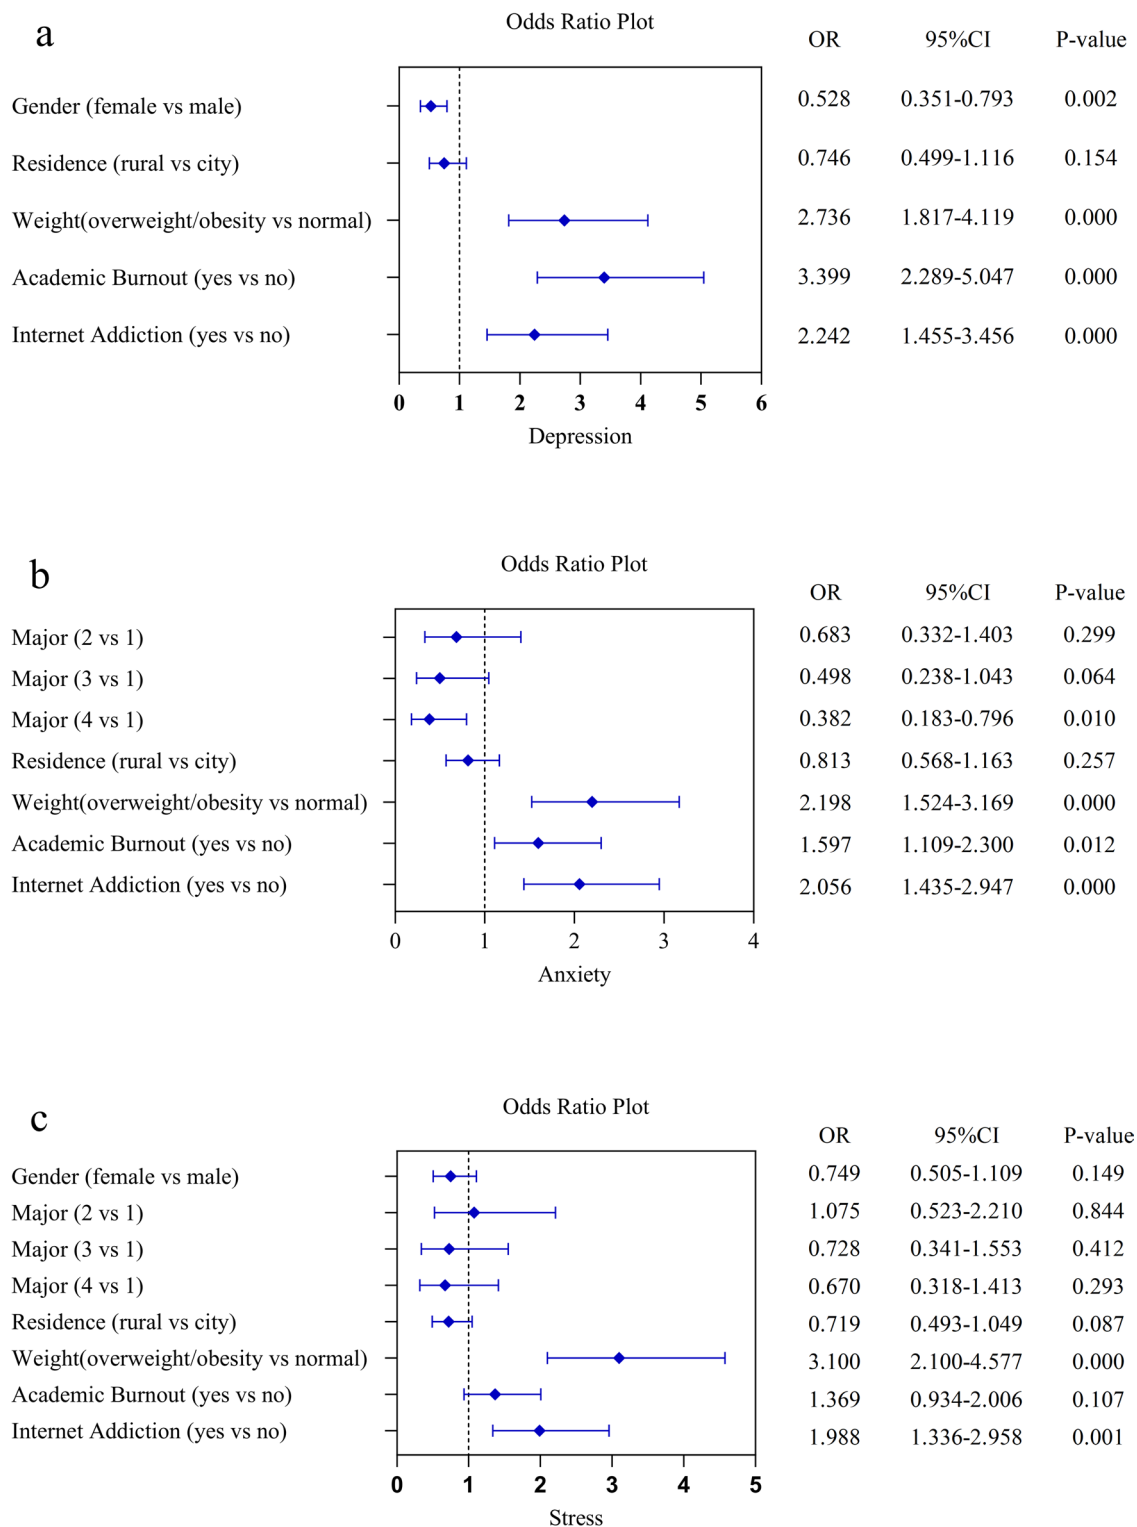 a
Odds Ratio Plot
OR 95%CI P-value
Gender (female vs male) 0.528 0.351-0.793 0.002
Residence (rural vs city) 0.746 0.499-1.116 0.154
Weight(overweight/obesity vs normal) 2.736 1.817-4.119 0.000
Academic Burnout (yes vs no) 3.399 2.289-5.047 0.000
Internet Addiction (yes vs no) 2.242 1.455-3.456 0.000
0 1 2 3 4 5 6
Depression
b
Odds Ratio Plot
OR 95%CI P-value
Major (2 vs 1) 0.683 0.332-1.403 0.299
Major (3 vs 1) 0.498 0.238-1.043 0.064
Major (4 vs 1) 0.382 0.183-0.796 0.010
Residence (rural vs city) 0.813 0.568-1.163 0.257
Weight(overweight/obesity vs normal) 2.198 1.524-3.169 0.000
Academic Burnout (yes vs no) 1.597 1.109-2.300 0.012
Internet Addiction (yes vs no) 2.056 1.435-2.947 0.000
0 1 2 3 4
Anxiety
c
Odds Ratio Plot
OR 95%CI P-value
Gender (female vs male) 0.749 0.505-1.109 0.149
Major (2 vs 1) 1.075 0.523-2.210 0.844
Major (3 vs 1) 0.728 0.341-1.553 0.412
Major (4 vs 1) 0.670 0.318-1.413 0.293
Residence (rural vs city) 0.719 0.493-1.049 0.087
Weight(overweight/obesity vs normal) 3.100 2.100-4.577 0.000
Academic Burnout (yes vs no) 1.369 0.934-2.006 0.107
Internet Addiction (yes vs no) 1.988 1.336-2.958 0.001
0 1 2 3 4 5
Stress